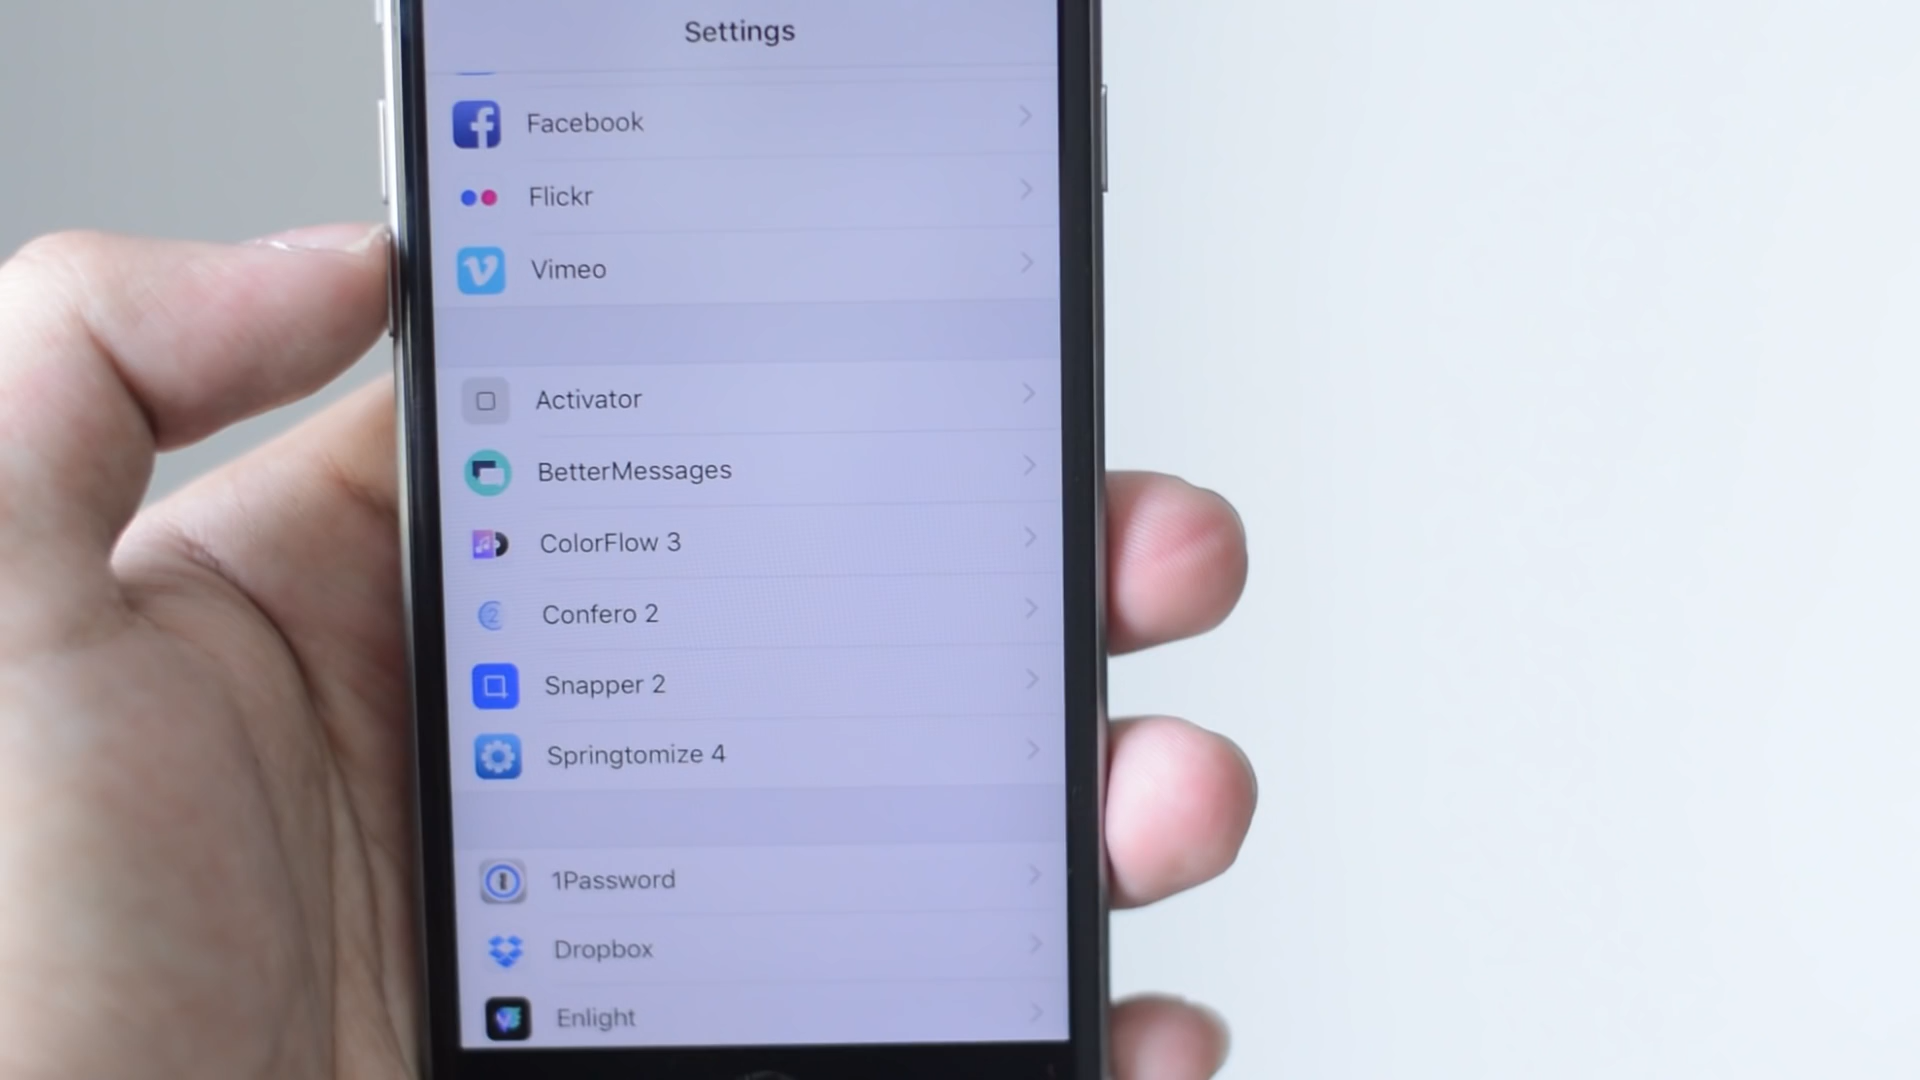 Settings
Facebook
Flickr
Vimeo
Activator
BetterMessages
ColorFlow 3
Confero 2
Snapper 2
Springtomize 4
1Password
Dropbox
Enlight